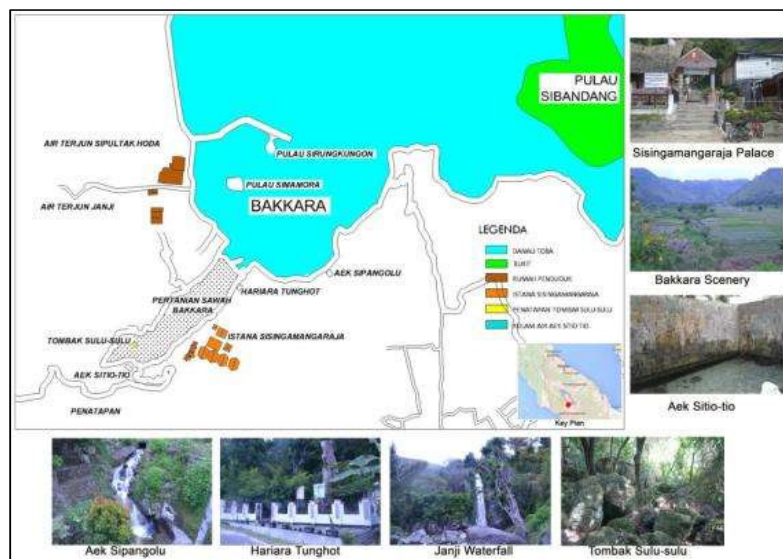 PULAU
SIBANDANG
AIR TERJUN SIPULTAK HODA
PULAU SIRUNGKUNGON
PULAU SIMAMORA
AIR TERJUN JANJI
BAKKARA
AEK SIPANGOLU
HARIARA TUNGHOT
PERTANIAN SAWAH
BAKKARA
TOMBAK SULU-SULU
ISTANA SISINGAMANGARAJA
AEK SITIO-TIO
PENATAPAN
LEGENDA
DANAU TOBA
BUKIT
RUMAH PENDUDUK
ISTANA SISINGAMANGARAJA
PENATAPAN TOMBAK SULU-SULU
KOLAM AIR AEK SITIO TIO
Key Plan
Sisingamangaraja Palace
Bakkara Scenery
Aek Sitio-tio
Aek Sipangolu
Hariara Tunghot
Janji Waterfall
Tombak Sulu-sulu